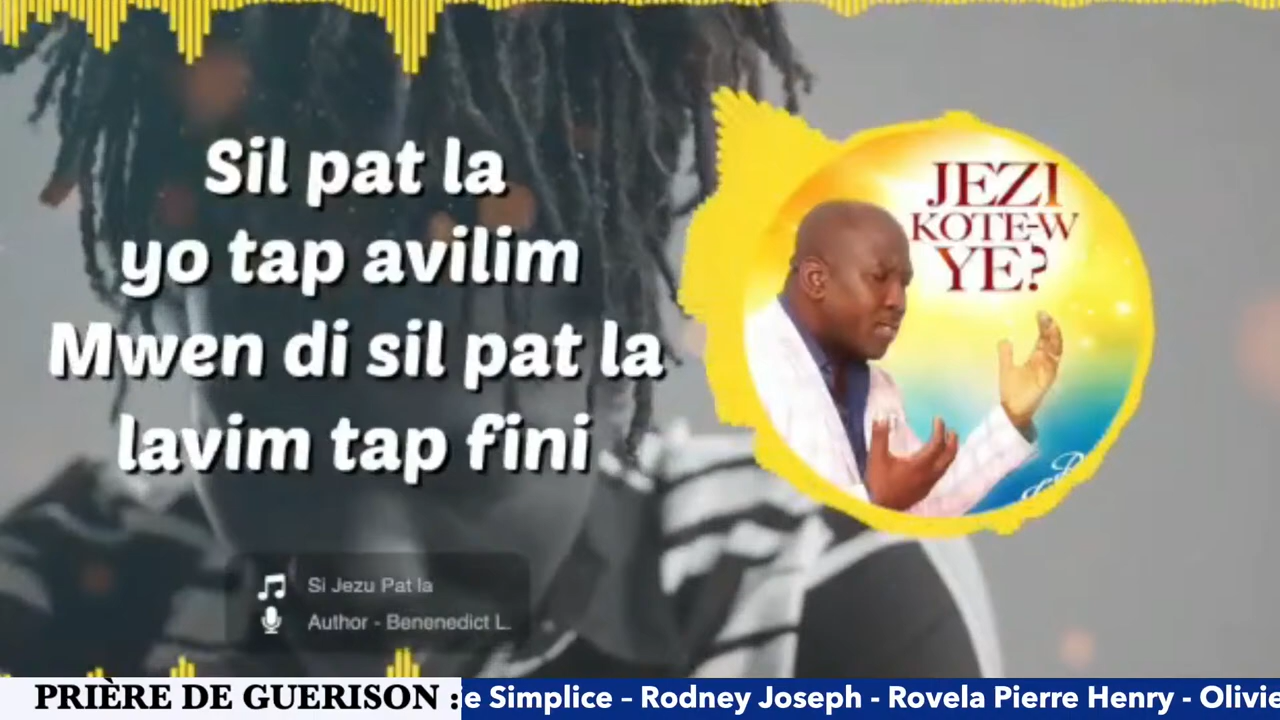 Sil pat la
yo tap avilim
Mwen di sil pat la
lavim tap fini
JEZI
KOTE-W
YE?
Si Jezu Pat la
Author - Benenedict L.
PRIÈRE DE GUERISON :
e Simplice – Rodney Joseph - Rovela Pierre Henry - Olivie